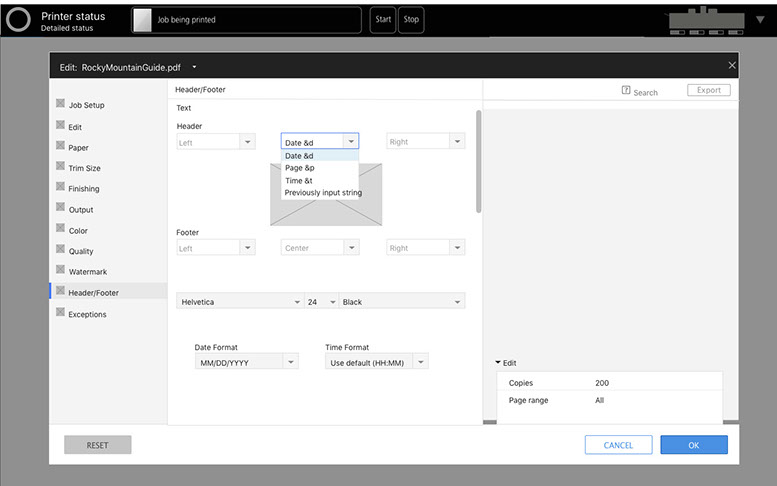 Printer status
Detailed status
Job being printed
Start
Stop
Edit: RockyMountainGuide.pdf
Job Setup
Edit
Paper
Trim Size
Finishing
Output
Color
Quality
Watermark
Header/Footer
Exceptions
Header/Footer
Text
Header
Left
Date &d
Right
Date &d
Page &p
Time &t
Previously input string
Footer
Left
Center
Right
Helvetica
24
Black
Date Format
Time Format
MM/DD/YYYY
Use default (HH:MM)
? Search
Export
Edit
Copies 200
Page range All
RESET
CANCEL
OK